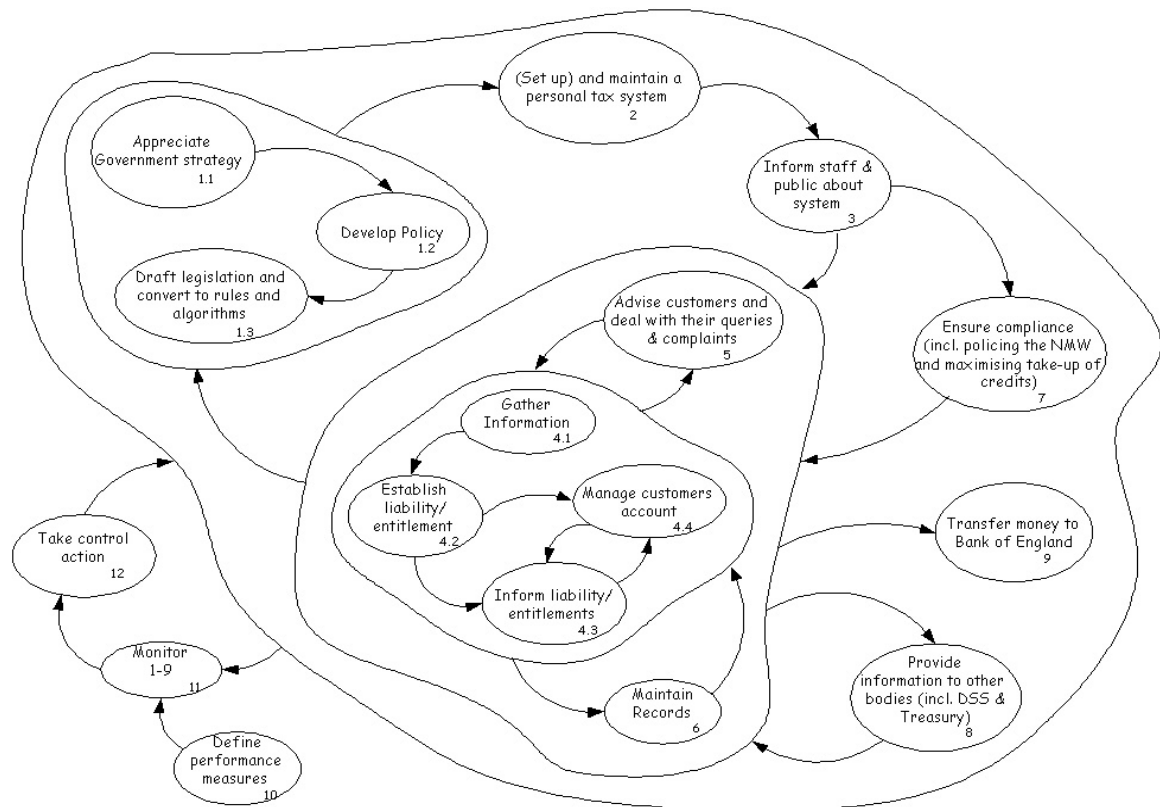 (Set up) and maintain a
personal tax system
2
Appreciate
Government strategy
1.1
Inform staff &
public about
system
3
Develop Policy
1.2
Draft legislation and
convert to rules and
algorithms
1.3
Advise customers and
deal with their queries
& complaints
5
Ensure compliance
(incl. policing the NMW
and maximising take-up of
credits)
7
Gather
Information
4.1
Establish
liability/
entitlement
4.2
Manage customers
account
4.4
Inform liability/
entitlements
4.3
Transfer money to
Bank of England
9
Take control
action
12
Monitor
1-9
11
Maintain
Records
6
Provide
information to other
bodies (incl. DSS &
Treasury)
8
Define
performance
measures
10